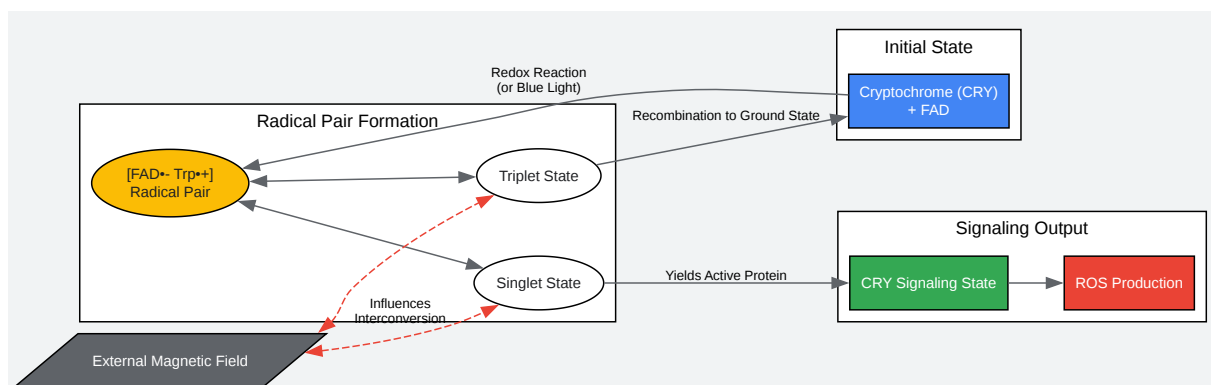 Initial State
Cryptochrome (CRY)
+ FAD
Redox Reaction
(or Blue Light)
Recombination to Ground State
Radical Pair Formation
[FAD•- Trp•+]
Radical Pair
Triplet State
Singlet State
Yields Active Protein
Signaling Output
CRY Signaling State
ROS Production
Influences
Interconversion
External Magnetic Field